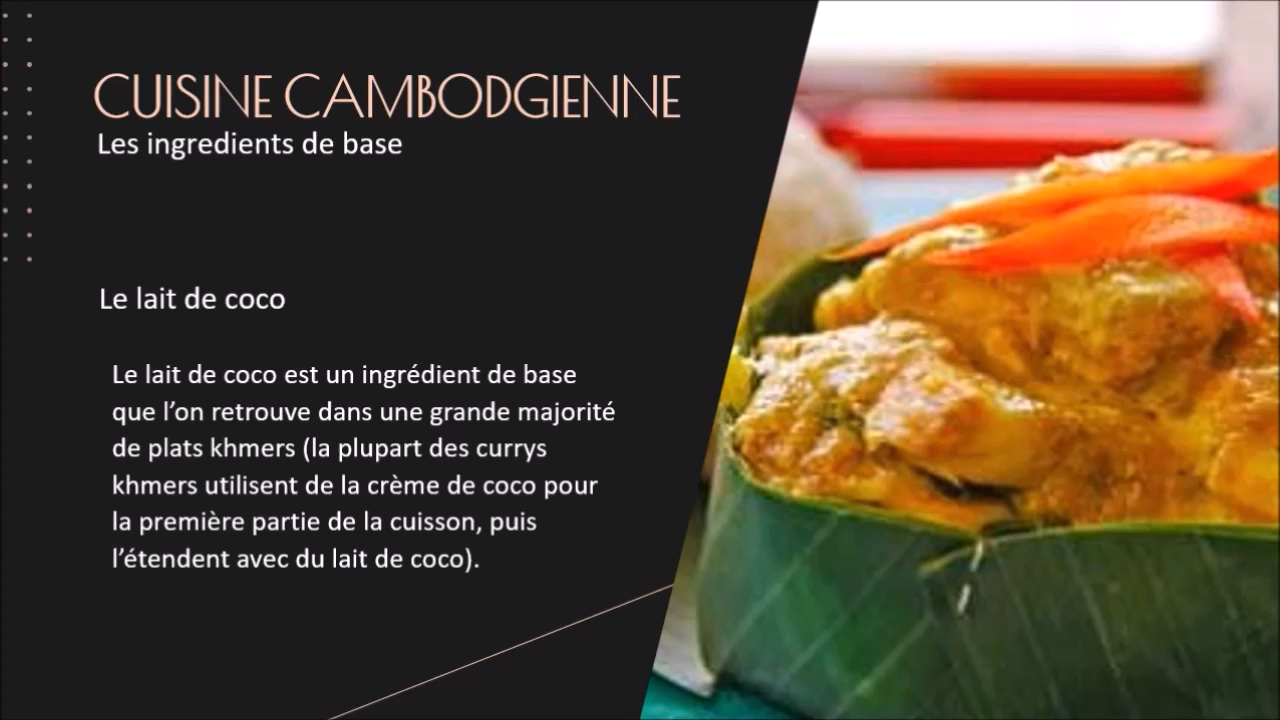 CUISINE CAMBODGIENNE
Les ingredients de base
Le lait de coco
Le lait de coco est un ingrédient de base
que l’on retrouve dans une grande majorité
de plats khmers (la plupart des currys
khmers utilisent de la crème de coco pour
la première partie de la cuisson, puis
l’étendent avec du lait de coco).